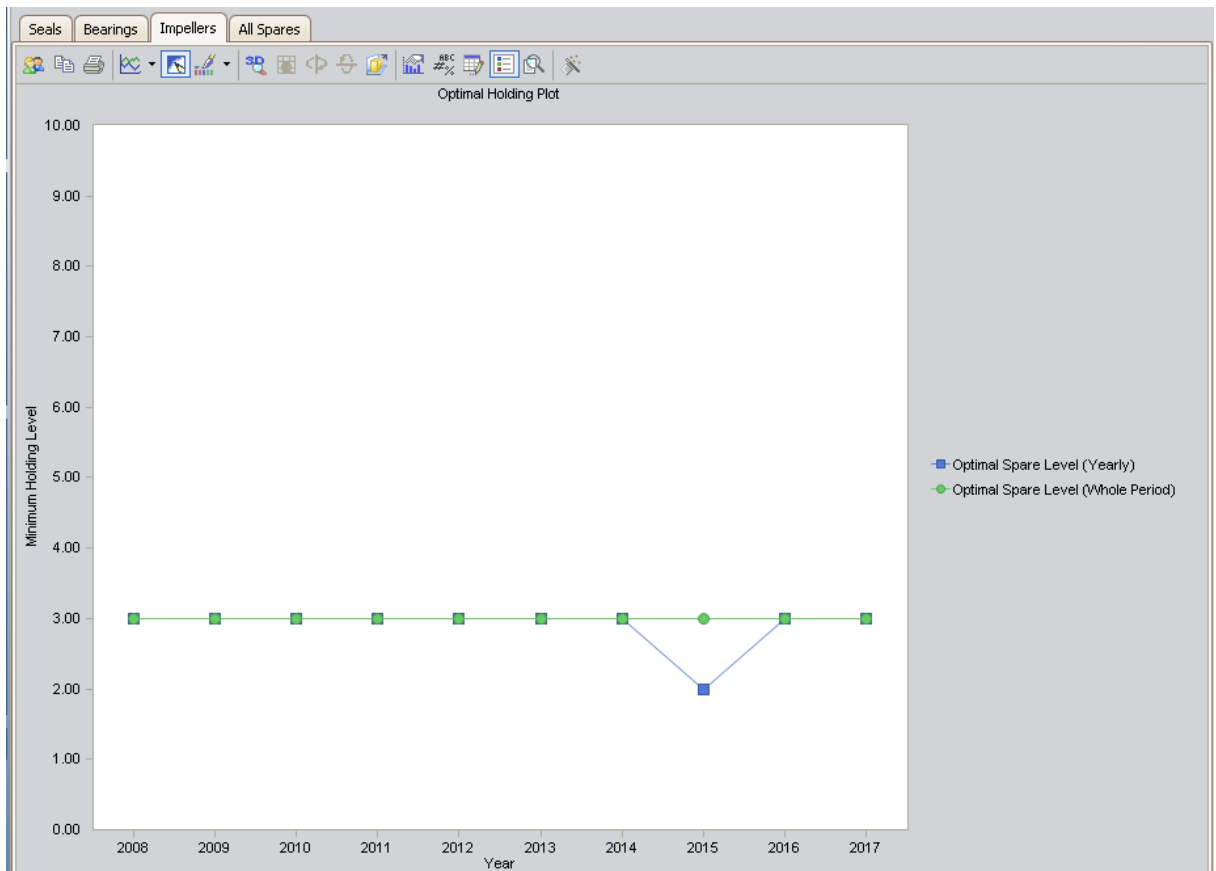 Seals Bearings Impellers All Spares
3D ABC #%
Optimal Holding Plot
10.00
9.00
8.00
7.00
6.00
5.00
4.00
3.00
2.00
1.00
0.00
Minimum Holding Level
2008 2009 2010 2011 2012 2013 2014 2015 2016 2017
Year
Optimal Spare Level (Yearly)
Optimal Spare Level (Whole Period)